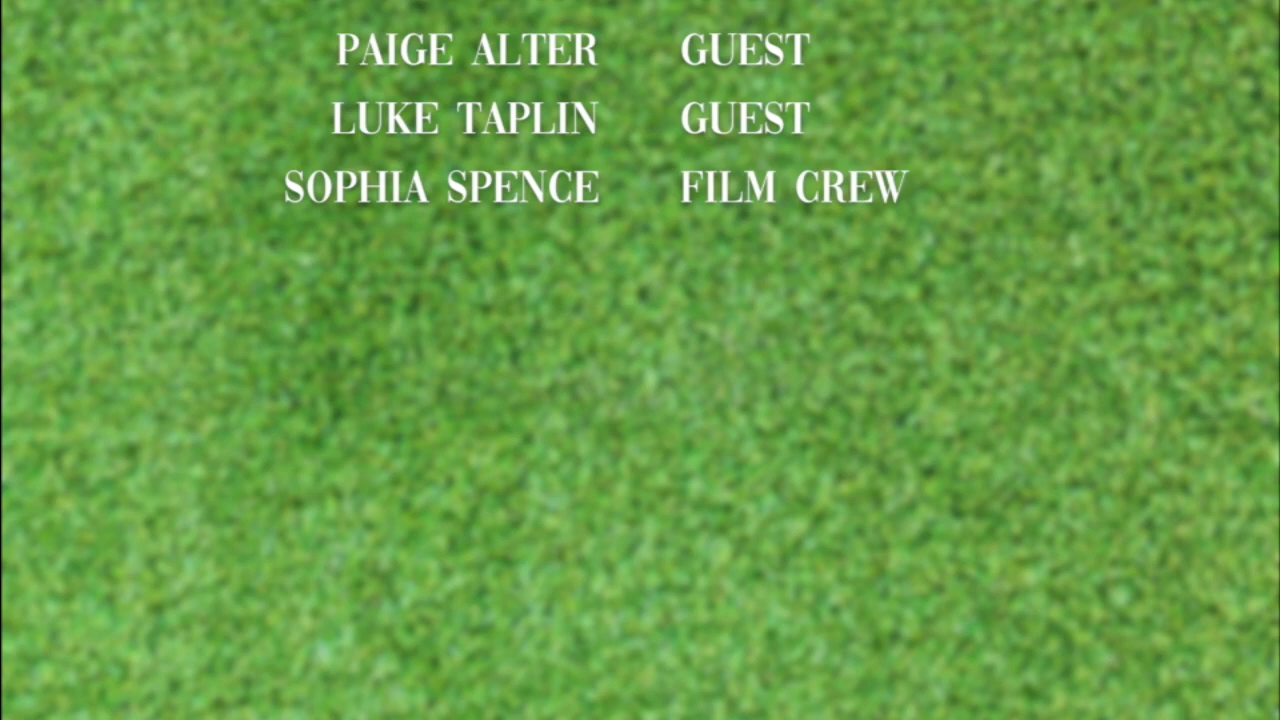 PAIGE ALTER GUEST
LUKE TAPLIN GUEST
SOPHIA SPENCE FILM CREW